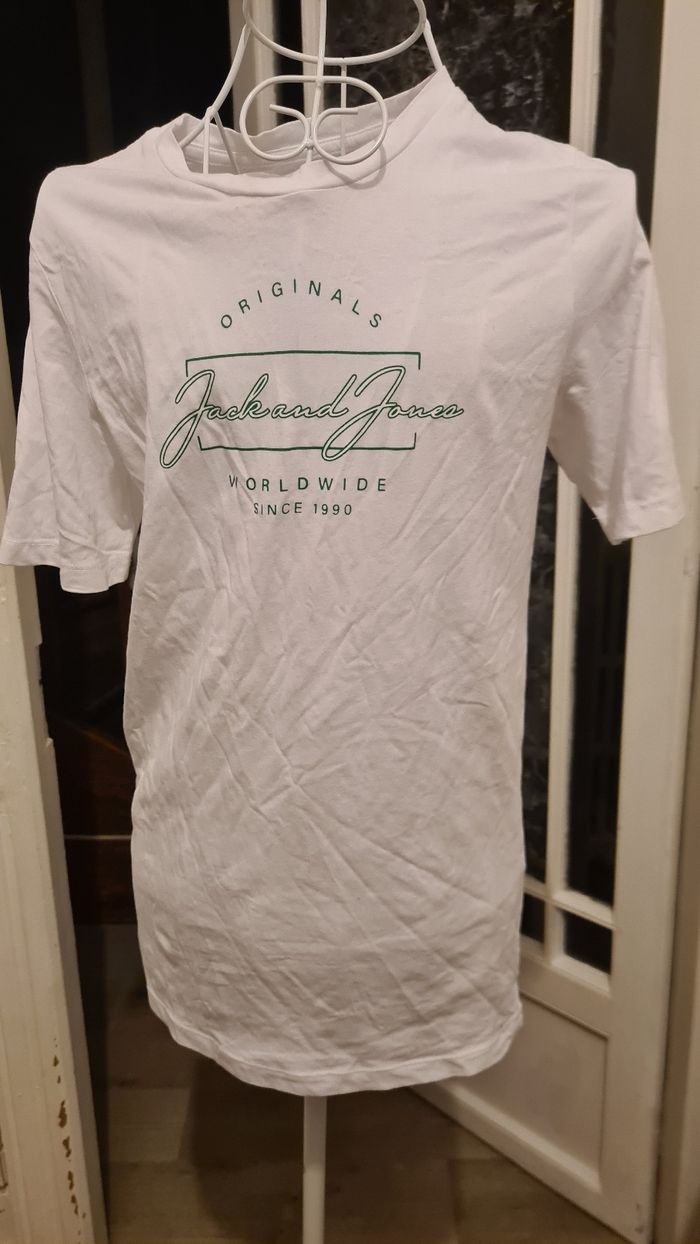 ORIGINALS
Jack and Jones
WORLDWIDE
SINCE 1990